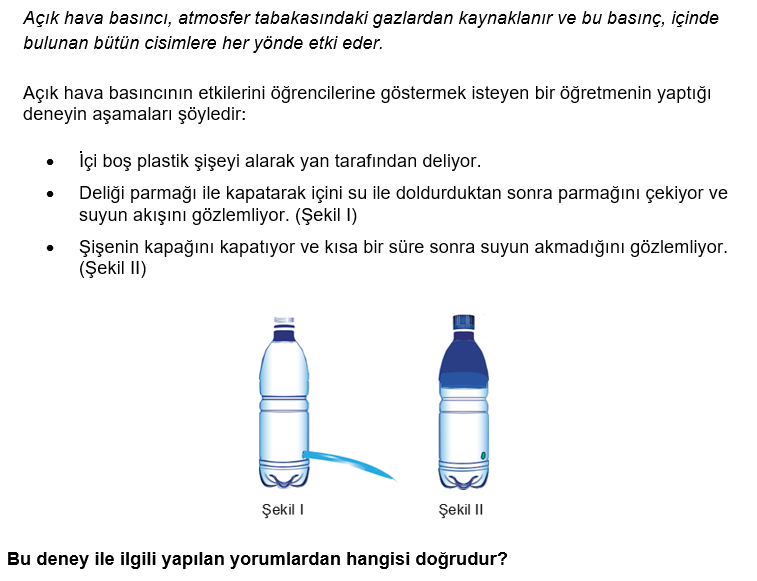 Açık hava basıncı, atmosfer tabakasındaki gazlardan kaynaklanır ve bu basınç, içinde
bulunan bütün cisimlere her yönde etki eder.
Açık hava basıncının etkilerini öğrencilerine göstermek isteyen bir öğretmenin yaptığı
deneyin aşamaları şöyledir:
• İçi boş plastik şişeyi alarak yan tarafından deliyor.
• Deliği parmağı ile kapatarak içini su ile doldurduktan sonra parmağını çekiyor ve
suyun akışını gözlemliyor. (Şekil I)
• Şişenin kapağını kapatıyor ve kısa bir süre sonra suyun akmadığını gözlemliyor.
(Şekil II)
Şekil I
Şekil II
Bu deney ile ilgili yapılan yorumlardan hangisi doğrudur?